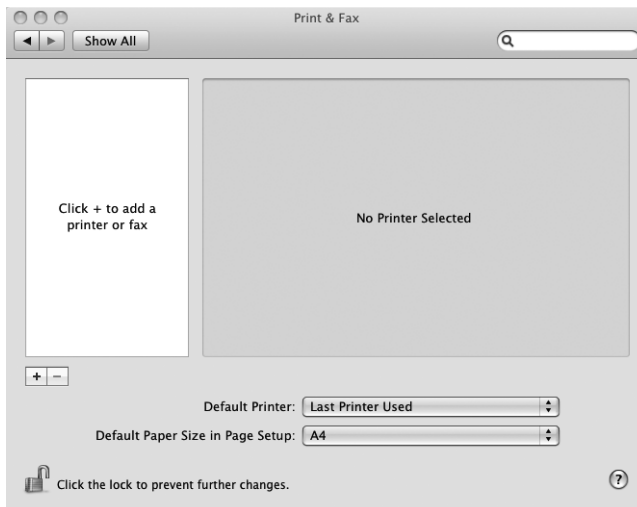 Print & Fax
Show All
Click + to add a
printer or fax
No Printer Selected
+ −
Default Printer: Last Printer Used
Default Paper Size in Page Setup: A4
Click the lock to prevent further changes.
?